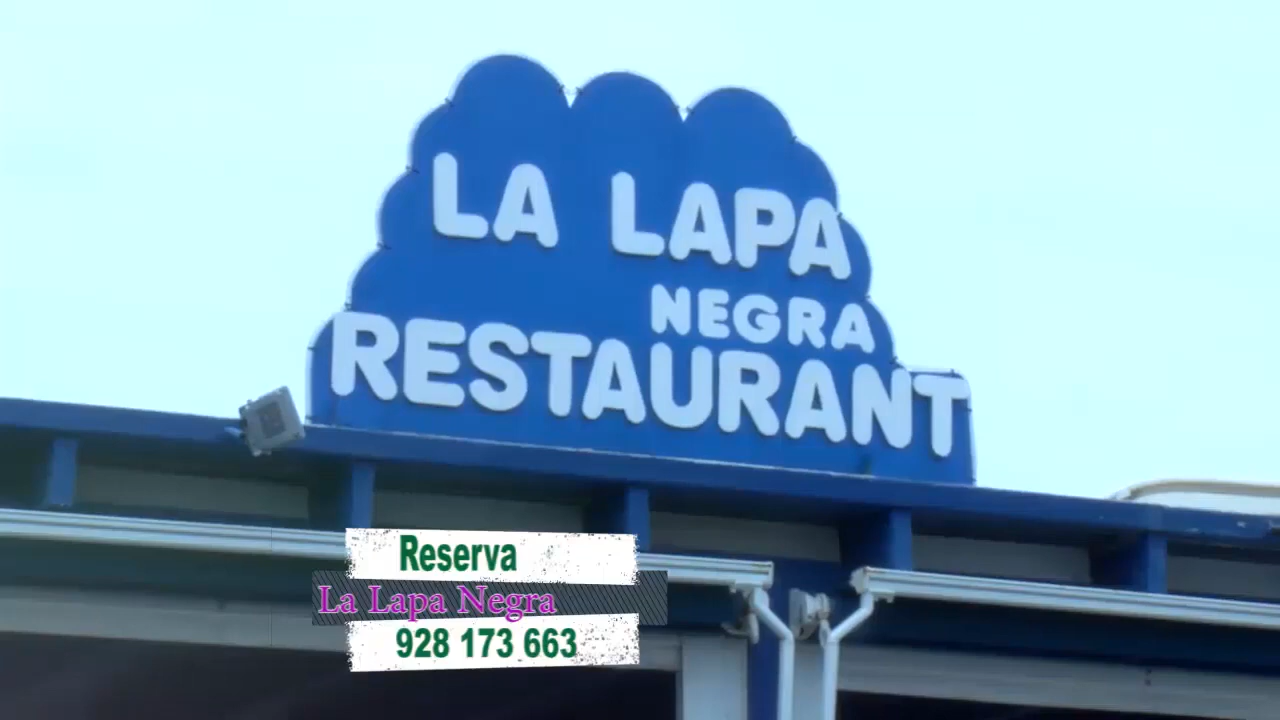 LA LAPA
NEGRA
RESTAURANT
Reserva
La Lapa Negra
928 173 663